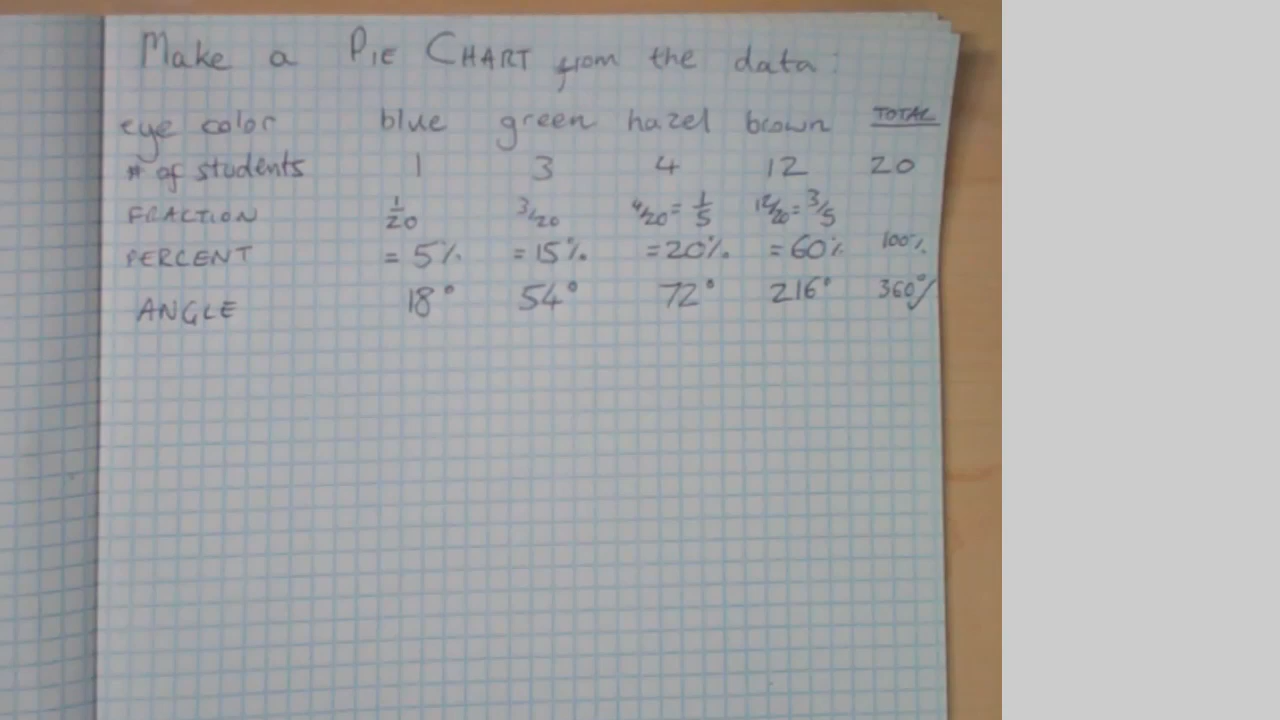 Make a PIE CHART from the data:
eye color blue green hazel brown TOTAL
# of students 1 3 4 12 20
FRACTION 1/20 3/20 4/20 = 1/5 12/20 = 3/5
PERCENT = 5% = 15% = 20% = 60% 100%
ANGLE 18° 54° 72° 216° 360°✓